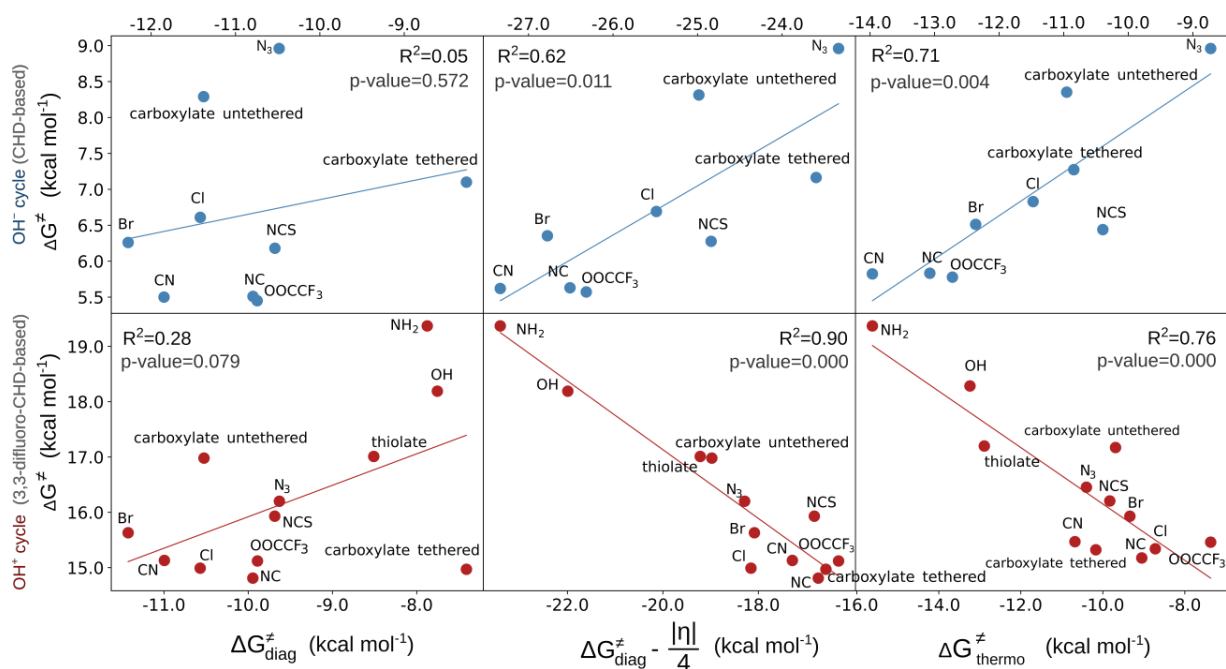 -12.0 -11.0 -10.0 -9.0 -27.0 -26.0 -25.0 -24.0 -14.0 -13.0 -12.0 -11.0 -10.0 -9.0
OH⁻ cycle (CHD-based)
ΔG≠ (kcal mol⁻¹)
9.0
8.5
8.0
7.5
7.0
6.5
6.0
5.5
R²=0.05
p-value=0.572
N₃
carboxylate untethered
carboxylate tethered
Cl
Br
NCS
CN
NC
OOCCF₃
R²=0.62
p-value=0.011
N₃
carboxylate untethered
carboxylate tethered
Cl
Br
NCS
CN
NC
OOCCF₃
R²=0.71
p-value=0.004
N₃
carboxylate untethered
carboxylate tethered
Cl
Br
NCS
CN
NC
OOCCF₃
OH⁺ cycle (3,3-difluoro-CHD-based)
ΔG≠ (kcal mol⁻¹)
19.0
18.0
17.0
16.0
15.0
R²=0.28
p-value=0.079
NH₂
OH
carboxylate untethered
thiolate
N₃
Br
NCS
CN
Cl
OOCCF₃
NC
carboxylate tethered
R²=0.90
p-value=0.000
NH₂
OH
carboxylate untethered
thiolate
N₃
NCS
Br
Cl
CN
OOCCF₃
NC
carboxylate tethered
R²=0.76
p-value=0.000
NH₂
OH
carboxylate untethered
thiolate
N₃
NCS
Br
CN
Cl
NC
carboxylate tethered
OOCCF₃
-11.0 -10.0 -9.0 -8.0 -22.0 -20.0 -18.0 -16.0 -14.0 -12.0 -10.0 -8.0
ΔG≠diag (kcal mol⁻¹)
ΔG≠diag - |η|/4 (kcal mol⁻¹)
ΔG≠thermo (kcal mol⁻¹)